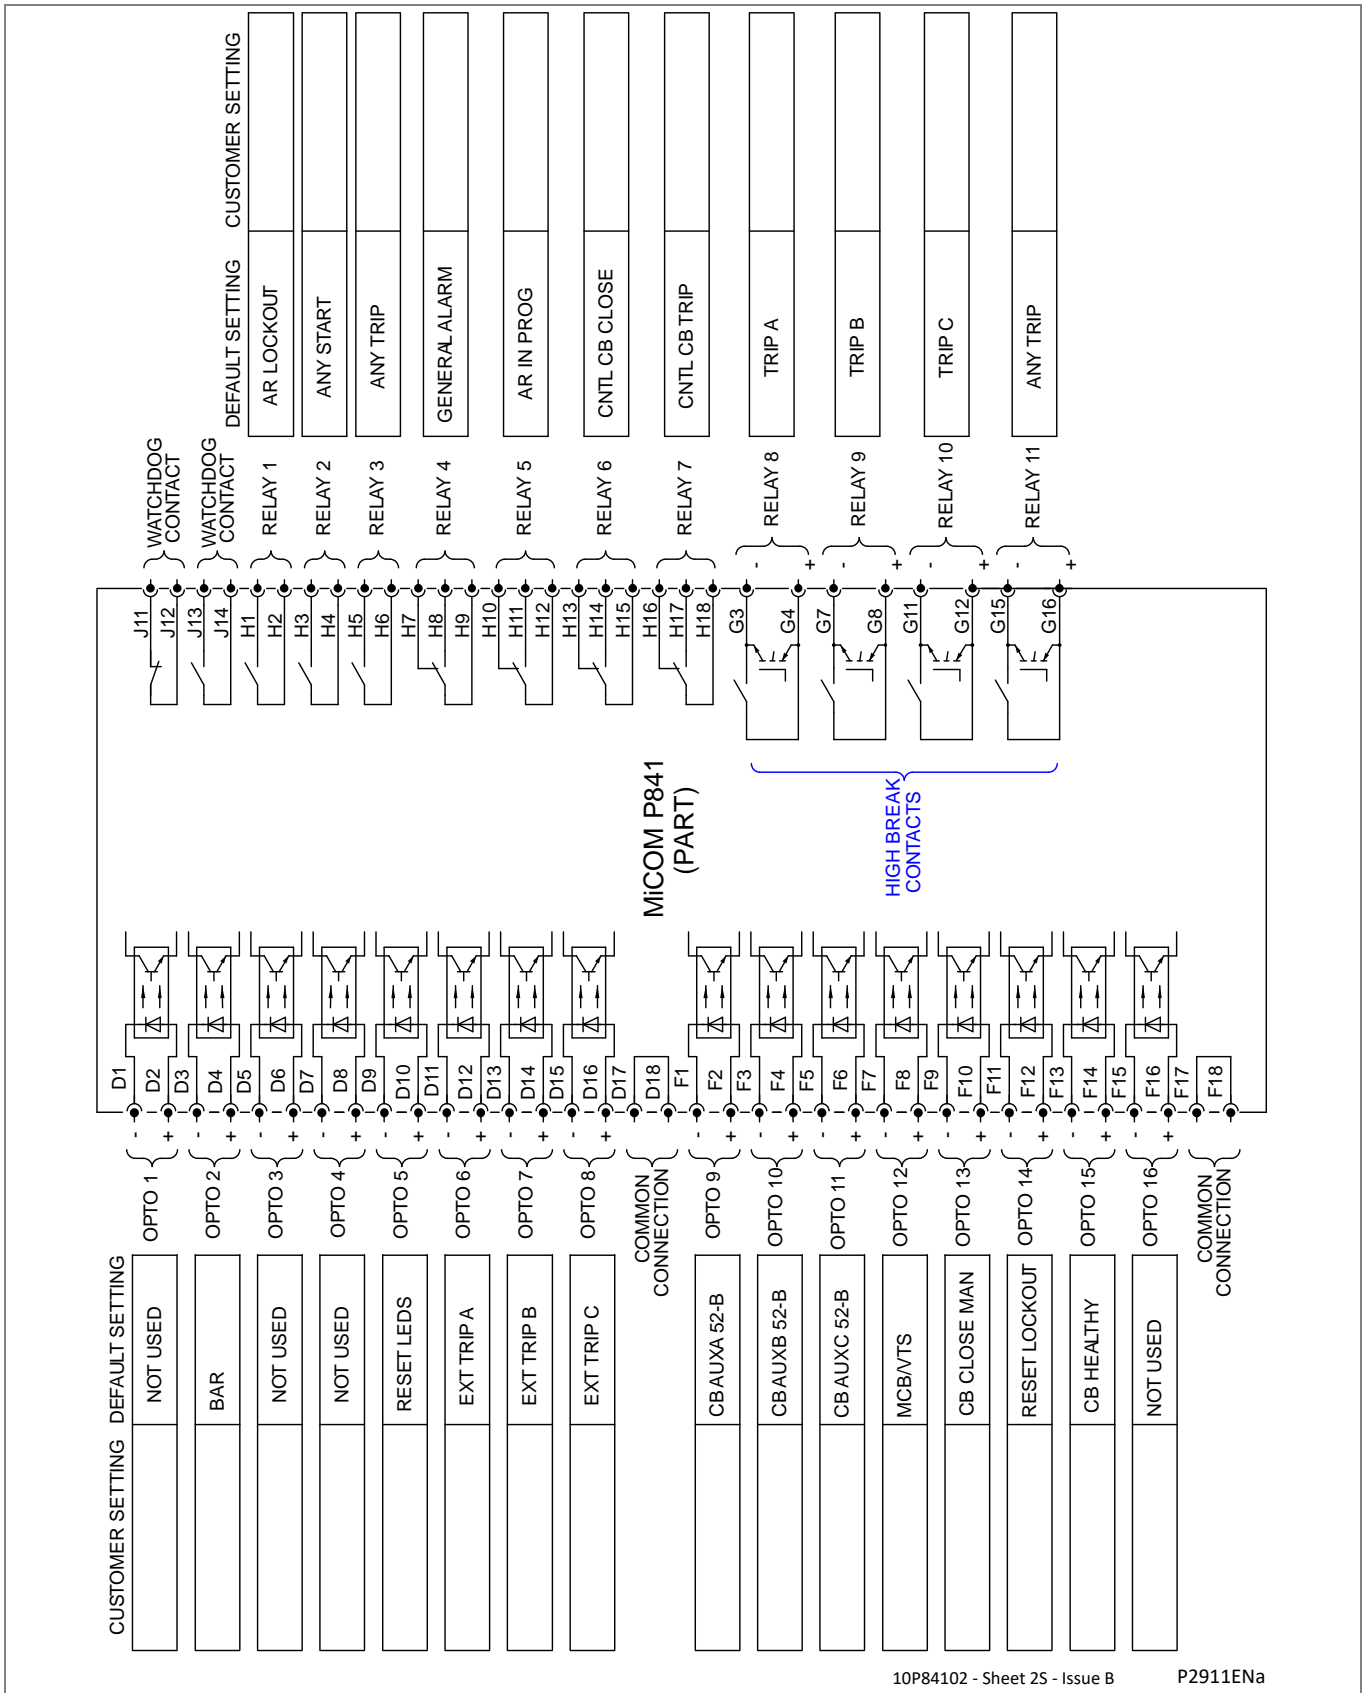 CUSTOMER SETTING
DEFAULT SETTING
AR LOCKOUT
ANY START
ANY TRIP
GENERAL ALARM
AR IN PROG
CNTL CB CLOSE
CNTL CB TRIP
TRIP A
TRIP B
TRIP C
ANY TRIP
WATCHDOG
CONTACT
WATCHDOG
CONTACT
RELAY 1
RELAY 2
RELAY 3
RELAY 4
RELAY 5
RELAY 6
RELAY 7
RELAY 8
RELAY 9
RELAY 10
RELAY 11
- + - + - + - +
J11
J12
J13
J14
H1
H2
H3
H4
H5
H6
H7
H8
H9
H10
H11
H12
H13
H14
H15
H16
H17
H18
G3
G4
G7
G8
G11
G12
G15
G16
MiCOM P841
(PART)
HIGH BREAK
CONTACTS
D1
D2
D3
D4
D5
D6
D7
D8
D9
D10
D11
D12
D13
D14
D15
D16
D17
D18
F1
F2
F3
F4
F5
F6
F7
F8
F9
F10
F11
F12
F13
F14
F15
F16
F17
F18
- + - + - + - + - + - + - + - + - + - + - + - + - + - + - + - +
OPTO 1
OPTO 2
OPTO 3
OPTO 4
OPTO 5
OPTO 6
OPTO 7
OPTO 8
COMMON
CONNECTION
OPTO 9
OPTO 10
OPTO 11
OPTO 12
OPTO 13
OPTO 14
OPTO 15
OPTO 16
COMMON
CONNECTION
DEFAULT SETTING
NOT USED
BAR
NOT USED
NOT USED
RESET LEDS
EXT TRIP A
EXT TRIP B
EXT TRIP C
CB AUXA 52-B
CB AUXB 52-B
CB AUXC 52-B
MCB/VTS
CB CLOSE MAN
RESET LOCKOUT
CB HEALTHY
NOT USED
CUSTOMER SETTING
10P84102 - Sheet 2S - Issue B
P2911ENa